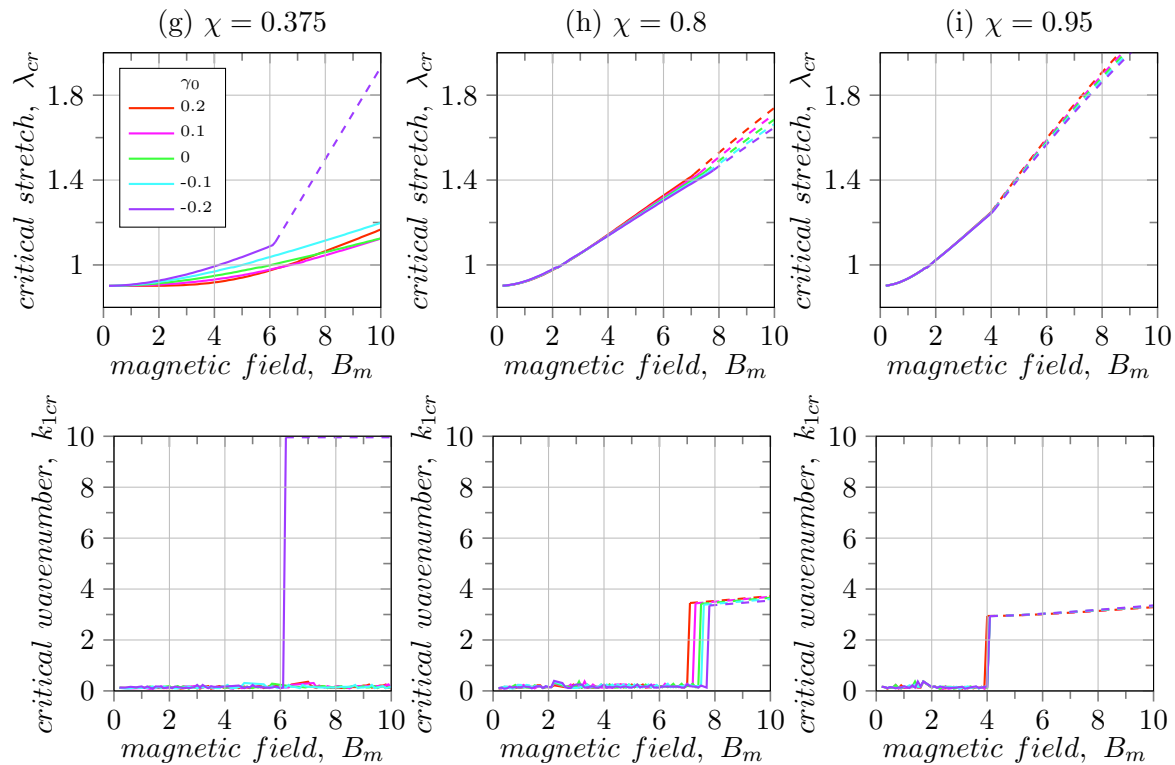 (g) χ = 0.375
(h) χ = 0.8
(i) χ = 0.95
critical stretch, λcr
1.8
1.4
1
γ0
0.2
0.1
0
-0.1
-0.2
0 2 4 6 8 10
magnetic field, Bm
critical stretch, λcr
1.8
1.4
1
0 2 4 6 8 10
magnetic field, Bm
critical stretch, λcr
1.8
1.4
1
0 2 4 6 8 10
magnetic field, Bm
critical wavenumber, k1cr
10
8
6
4
2
0
0 2 4 6 8 10
magnetic field, Bm
critical wavenumber, k1cr
10
8
6
4
2
0
0 2 4 6 8 10
magnetic field, Bm
critical wavenumber, k1cr
10
8
6
4
2
0
0 2 4 6 8 10
magnetic field, Bm